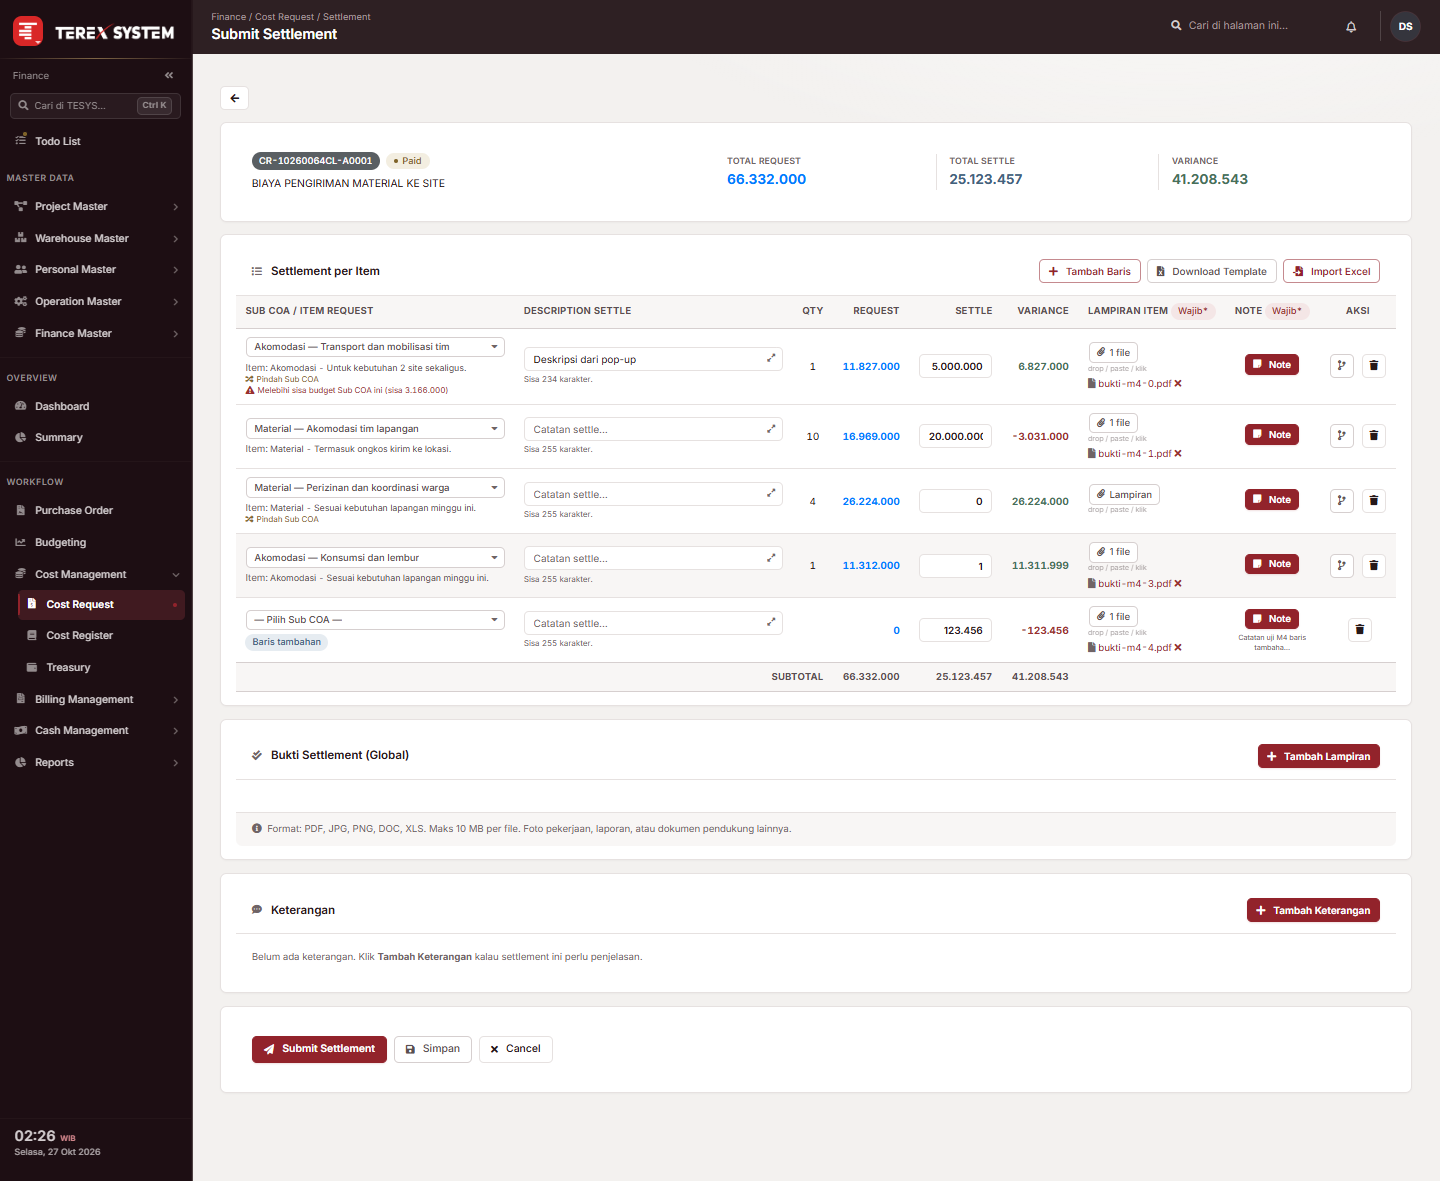 TEREX SYSTEM
Finance
Cari di TESYS... Ctrl K
Todo List
MASTER DATA
Project Master
Warehouse Master
Personal Master
Operation Master
Finance Master
OVERVIEW
Dashboard
Summary
WORKFLOW
Purchase Order
Budgeting
Cost Management
Cost Request
Cost Register
Treasury
Billing Management
Cash Management
Reports
02:26 WIB
Selasa, 27 Okt 2026
Finance / Cost Request / Settlement
Submit Settlement
Cari di halaman ini...
DS
CR-10260064CL-A0001 Paid
BIAYA PENGIRIMAN MATERIAL KE SITE
TOTAL REQUEST
66.332.000
TOTAL SETTLE
25.123.457
VARIANCE
41.208.543
Settlement per Item
Tambah Baris Download Template Import Excel
SUB COA / ITEM REQUEST DESCRIPTION SETTLE QTY REQUEST SETTLE VARIANCE LAMPIRAN ITEM Wajib* NOTE Wajib* AKSI
Akomodasi — Transport dan mobilisasi tim
Item: Akomodasi - Untuk kebutuhan 2 site sekaligus.
Pindah Sub COA
Melebihi sisa budget Sub COA ini (sisa 3.166.000)
Deskripsi dari pop-up
Sisa 234 karakter.
1 11.827.000 5.000.000 6.827.000
1 file
drop / paste / klik
bukti-m4-0.pdf
Note
Material — Akomodasi tim lapangan
Item: Material - Termasuk ongkos kirim ke lokasi.
Catatan settle...
Sisa 255 karakter.
10 16.969.000 20.000.00( -3.031.000
1 file
drop / paste / klik
bukti-m4-1.pdf
Note
Material — Perizinan dan koordinasi warga
Item: Material - Sesuai kebutuhan lapangan minggu ini.
Pindah Sub COA
Catatan settle...
Sisa 255 karakter.
4 26.224.000 0 26.224.000
Lampiran
drop / paste / klik
Note
Akomodasi — Konsumsi dan lembur
Item: Akomodasi - Sesuai kebutuhan lapangan minggu ini.
Catatan settle...
Sisa 255 karakter.
1 11.312.000 1 11.311.999
1 file
drop / paste / klik
bukti-m4-3.pdf
Note
— Pilih Sub COA —
Baris tambahan
Catatan settle...
Sisa 255 karakter.
0 123.456 -123.456
1 file
drop / paste / klik
bukti-m4-4.pdf
Note
Catatan uji M4 baris
tambaha...
SUBTOTAL 66.332.000 25.123.457 41.208.543
Bukti Settlement (Global)
Tambah Lampiran
Format: PDF, JPG, PNG, DOC, XLS. Maks 10 MB per file. Foto pekerjaan, laporan, atau dokumen pendukung lainnya.
Keterangan
Tambah Keterangan
Belum ada keterangan. Klik Tambah Keterangan kalau settlement ini perlu penjelasan.
Submit Settlement Simpan Cancel